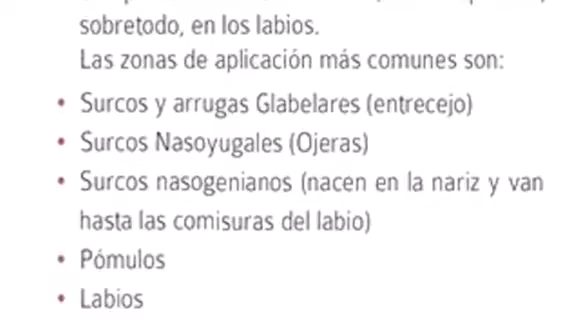 sobretodo, en los labios.
Las zonas de aplicación más comunes son:
• Surcos y arrugas Glabelares (entrecejo)
• Surcos Nasoyugales (Ojeras)
• Surcos nasogenianos (nacen en la nariz y van
hasta las comisuras del labio)
• Pómulos
• Labios